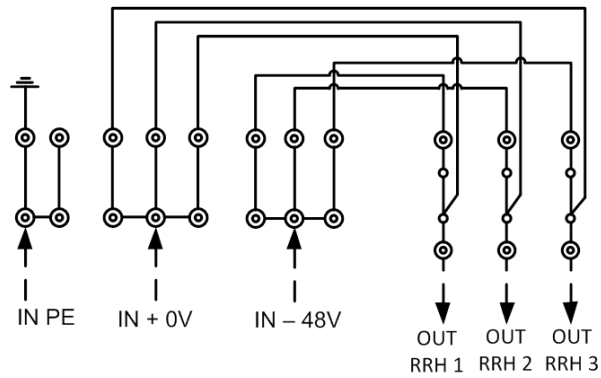 IN PE
IN + 0V
IN – 48V
OUT
RRH 1
OUT
RRH 2
OUT
RRH 3